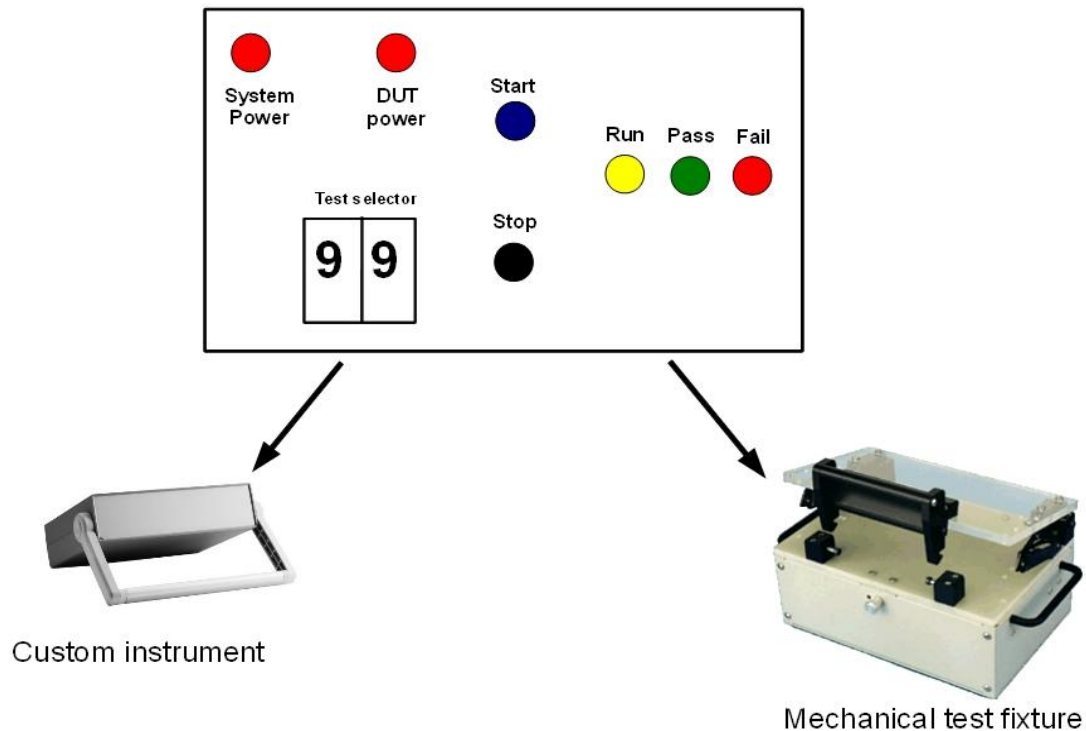 System
Power
DUT
power
Start
Run Pass Fail
Test selector
9 9
Stop
Custom instrument
Mechanical test fixture